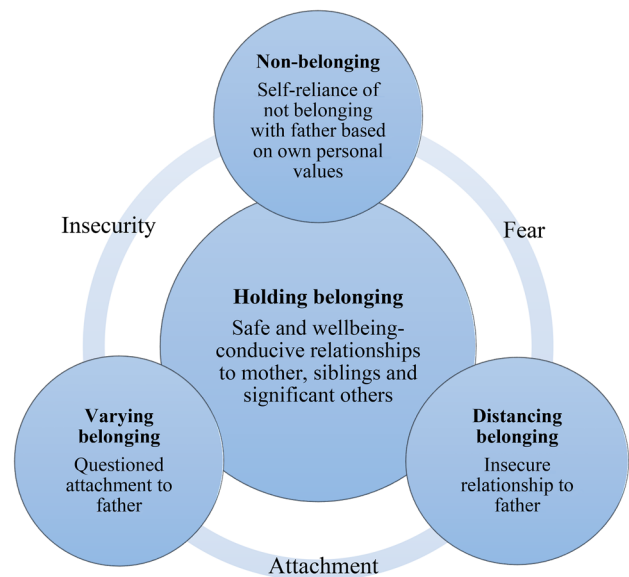 Non-belonging
Self-reliance of
not belonging
with father based
on own personal
values
Insecurity
Fear
Holding belonging
Safe and wellbeing-
conducive relationships
to mother, siblings and
significant others
Varying
belonging
Questioned
attachment to
father
Distancing
belonging
Insecure
relationship to
father
Attachment